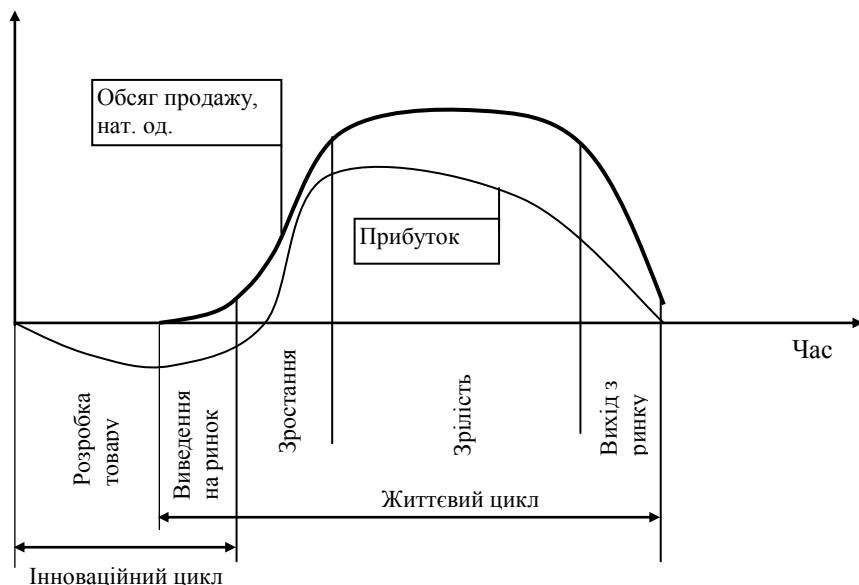 Обсяг продажу,
нат. од.
Прибуток
Час
Розробка
товару
Виведення
на ринок
Зростання
Зрілість
Вихід з
ринку
Життєвий цикл
Інноваційний цикл